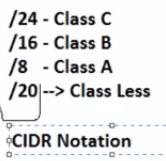 /24 - Class C
/16 - Class B
/8 - Class A
/20 --> Class Less
CIDR Notation